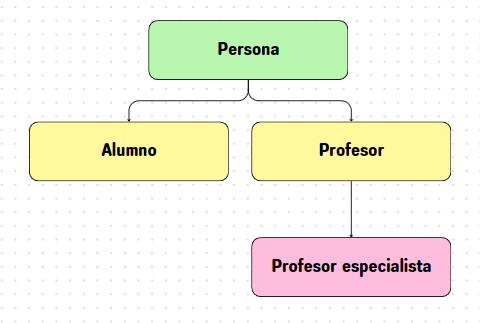 Persona
Alumno
Profesor
Profesor especialista